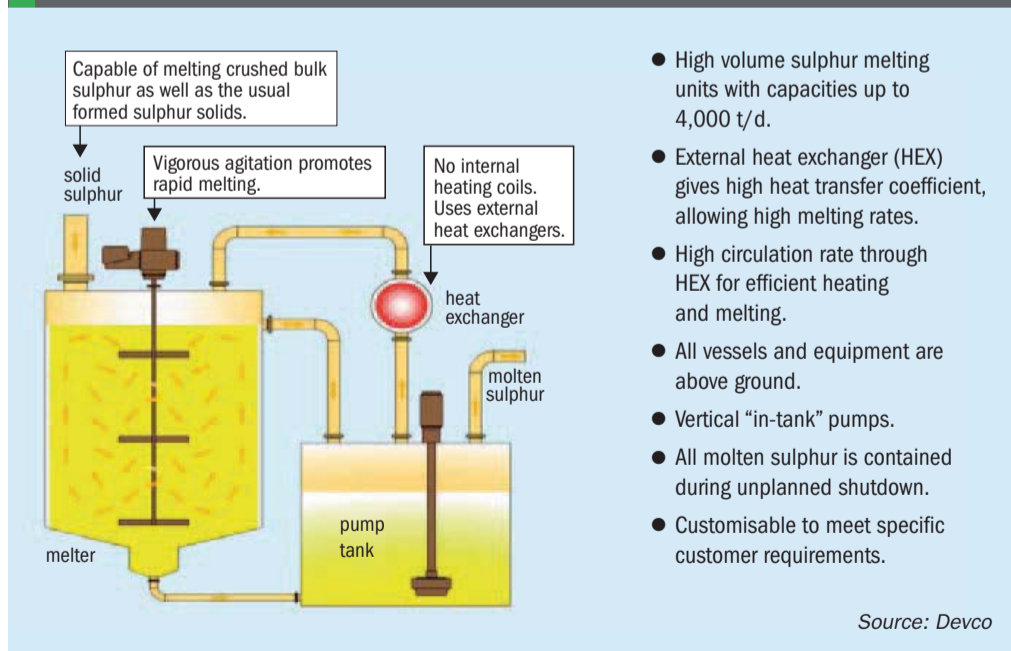 Capable of melting crushed bulk
sulphur as well as the usual
formed sulphur solids.
solid
sulphur
Vigorous agitation promotes
rapid melting.
No internal
heating coils.
Uses external
heat exchangers.
heat
exchanger
molten
sulphur
pump
tank
melter
● High volume sulphur melting
units with capacities up to
4,000 t/d.
● External heat exchanger (HEX)
gives high heat transfer coefficient,
allowing high melting rates.
● High circulation rate through
HEX for efficient heating
and melting.
● All vessels and equipment are
above ground.
● Vertical “in-tank” pumps.
● All molten sulphur is contained
during unplanned shutdown.
● Customisable to meet specific
customer requirements.
Source: Devco